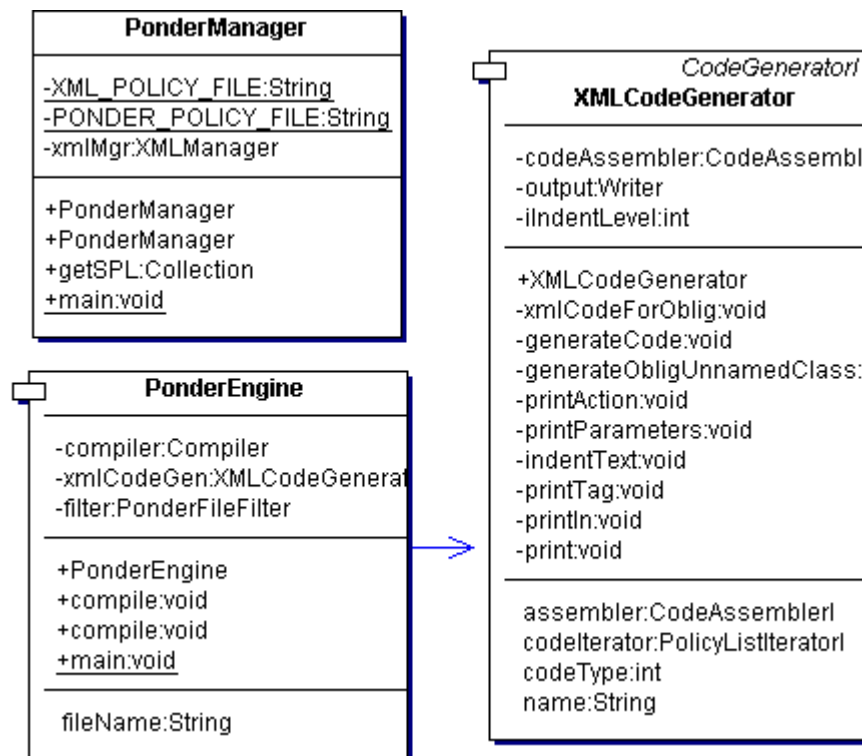 PonderManager
-XML_POLICY_FILE:String
-PONDER_POLICY_FILE:String
-xmlMgr:XMLManager
+PonderManager
+PonderManager
+getSPL:Collection
+main:void
PonderEngine
-compiler:Compiler
-xmlCodeGen:XMLCodeGenerat
-filter:PonderFileFilter
+PonderEngine
+compile:void
+compile:void
+main:void
fileName:String
CodeGeneratorI
XMLCodeGenerator
-codeAssembler:CodeAssembl
-output:Writer
-iIndentLevel:int
+XMLCodeGenerator
-xmlCodeForOblig:void
-generateCode:void
-generateObligUnnamedClass:
-printAction:void
-printParameters:void
-indentText:void
-printTag:void
-println:void
-print:void
assembler:CodeAssemblerI
codeIterator:PolicyListIteratorI
codeType:int
name:String